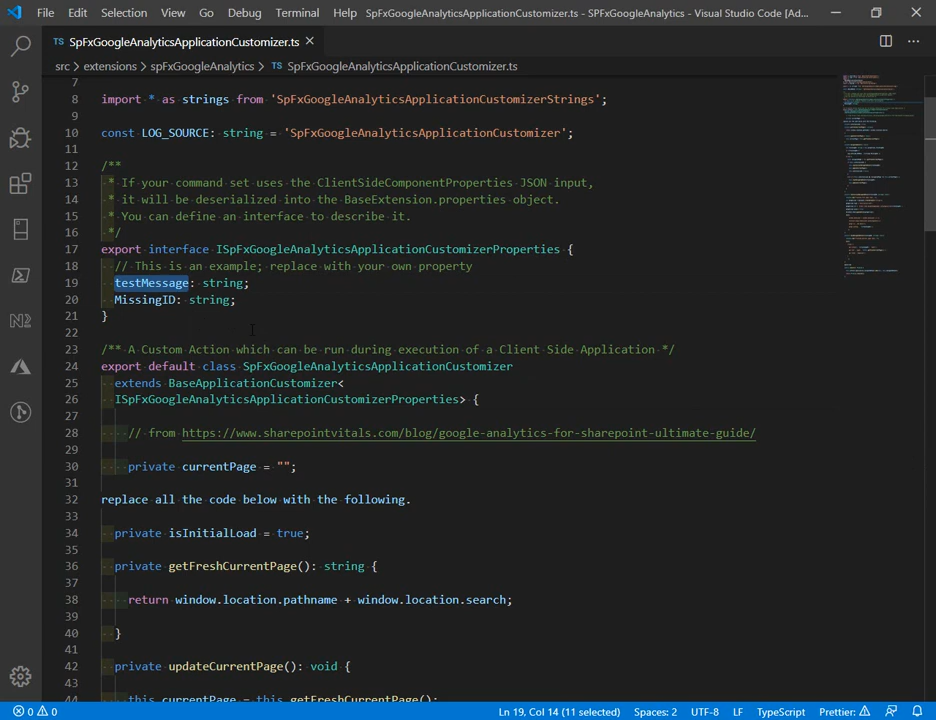 File Edit Selection View Go Debug Terminal Help SpFxGoogleAnalyticsApplicationCustomizer.ts - SPFxGoogleAnalytics - Visual Studio Code [Ad...
TS SpFxGoogleAnalyticsApplicationCustomizer.ts
src > extensions > spFxGoogleAnalytics > TS SpFxGoogleAnalyticsApplicationCustomizer.ts
7
8 import * as strings from 'SpFxGoogleAnalyticsApplicationCustomizerStrings';
9
10 const LOG_SOURCE: string = 'SpFxGoogleAnalyticsApplicationCustomizer';
11
12 /**
13 * If your command set uses the ClientSideComponentProperties JSON input,
14 * it will be deserialized into the BaseExtension.properties object.
15 * You can define an interface to describe it.
16 */
17 export interface ISpFxGoogleAnalyticsApplicationCustomizerProperties {
18 // This is an example; replace with your own property
19 testMessage: string;
20 MissingID: string;
21 }
22
23 /** A Custom Action which can be run during execution of a Client Side Application */
24 export default class SpFxGoogleAnalyticsApplicationCustomizer
25 extends BaseApplicationCustomizer<
26 ISpFxGoogleAnalyticsApplicationCustomizerProperties> {
27
28 // from https://www.sharepointvitals.com/blog/google-analytics-for-sharepoint-ultimate-guide/
29
30 private currentPage = "";
31
32 replace all the code below with the following.
33
34 private isInitialLoad = true;
35
36 private getFreshCurrentPage(): string {
37
38 return window.location.pathname + window.location.search;
39
40 }
41
42 private updateCurrentPage(): void {
43
44 this.currentPage = this.getFreshCurrentPage();
0 0 Ln 19, Col 14 (11 selected) Spaces: 2 UTF-8 LF TypeScript Prettier: